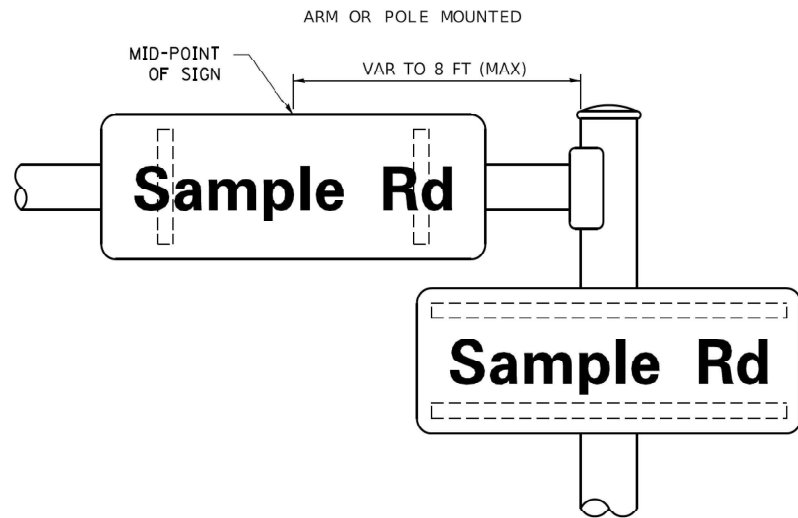 ARM OR POLE MOUNTED
MID-POINT
OF SIGN
VAR TO 8 FT (MAX)
Sample Rd
Sample Rd